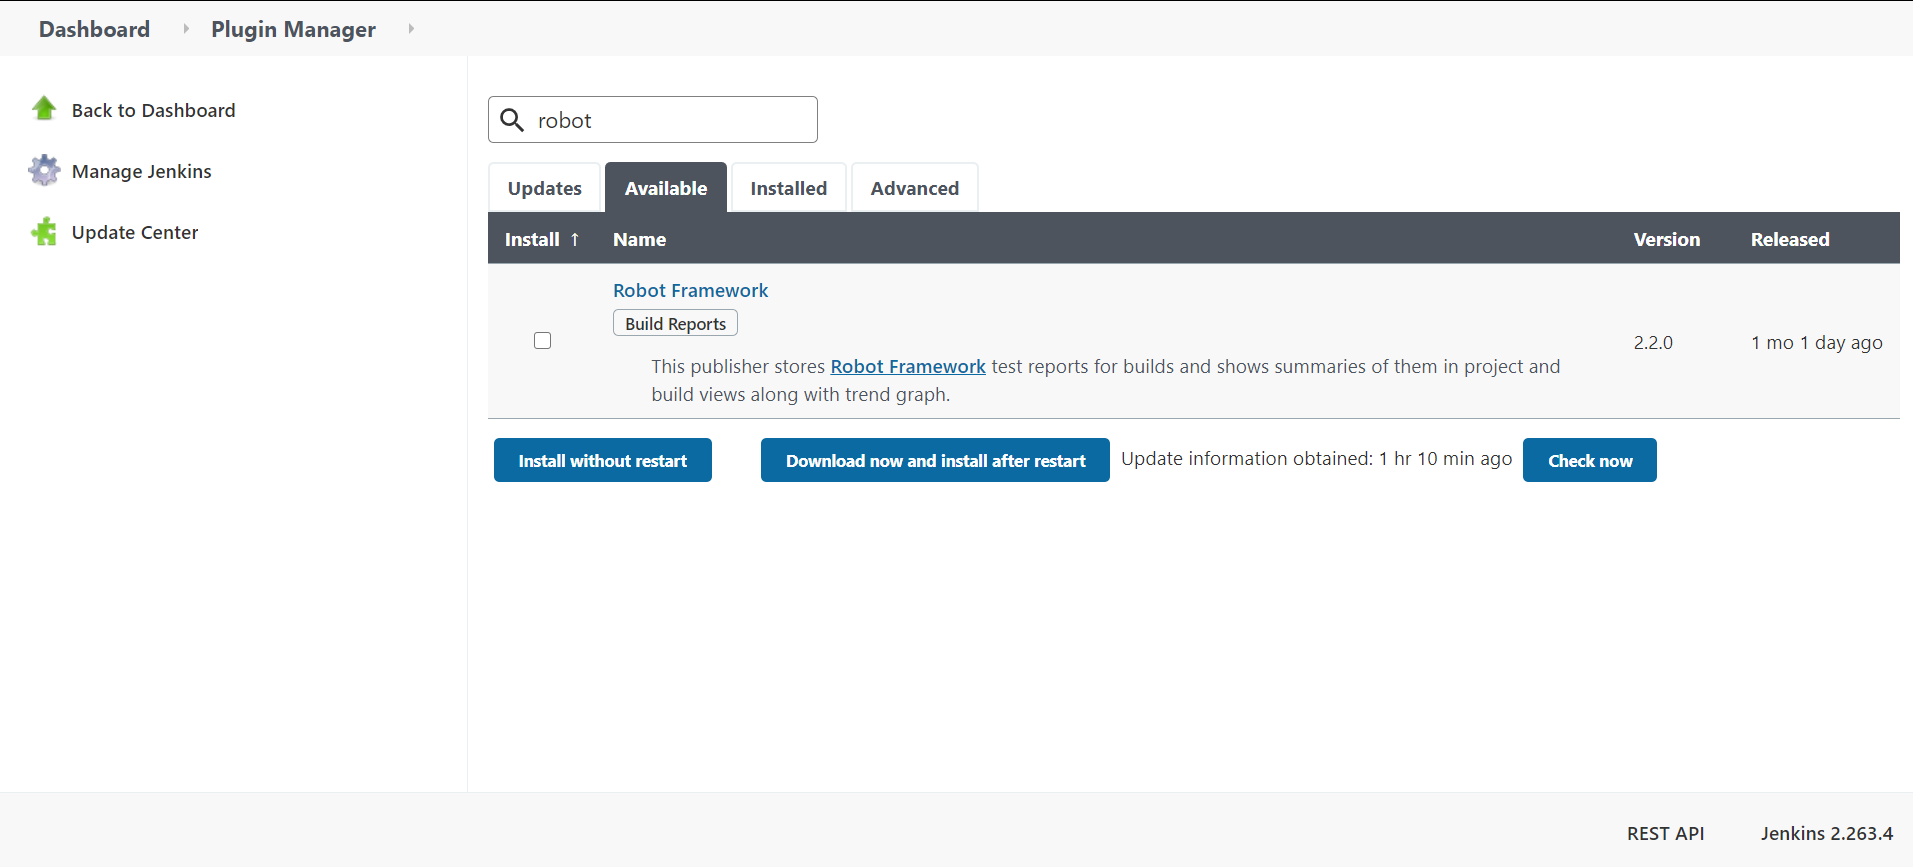 Dashboard Plugin Manager
Back to Dashboard
Manage Jenkins
Update Center
robot
Updates Available Installed Advanced
Install ↑ Name Version Released
Robot Framework
Build Reports
This publisher stores Robot Framework test reports for builds and shows summaries of them in project and
build views along with trend graph.
2.2.0 1 mo 1 day ago
Install without restart Download now and install after restart Update information obtained: 1 hr 10 min ago Check now
REST API Jenkins 2.263.4